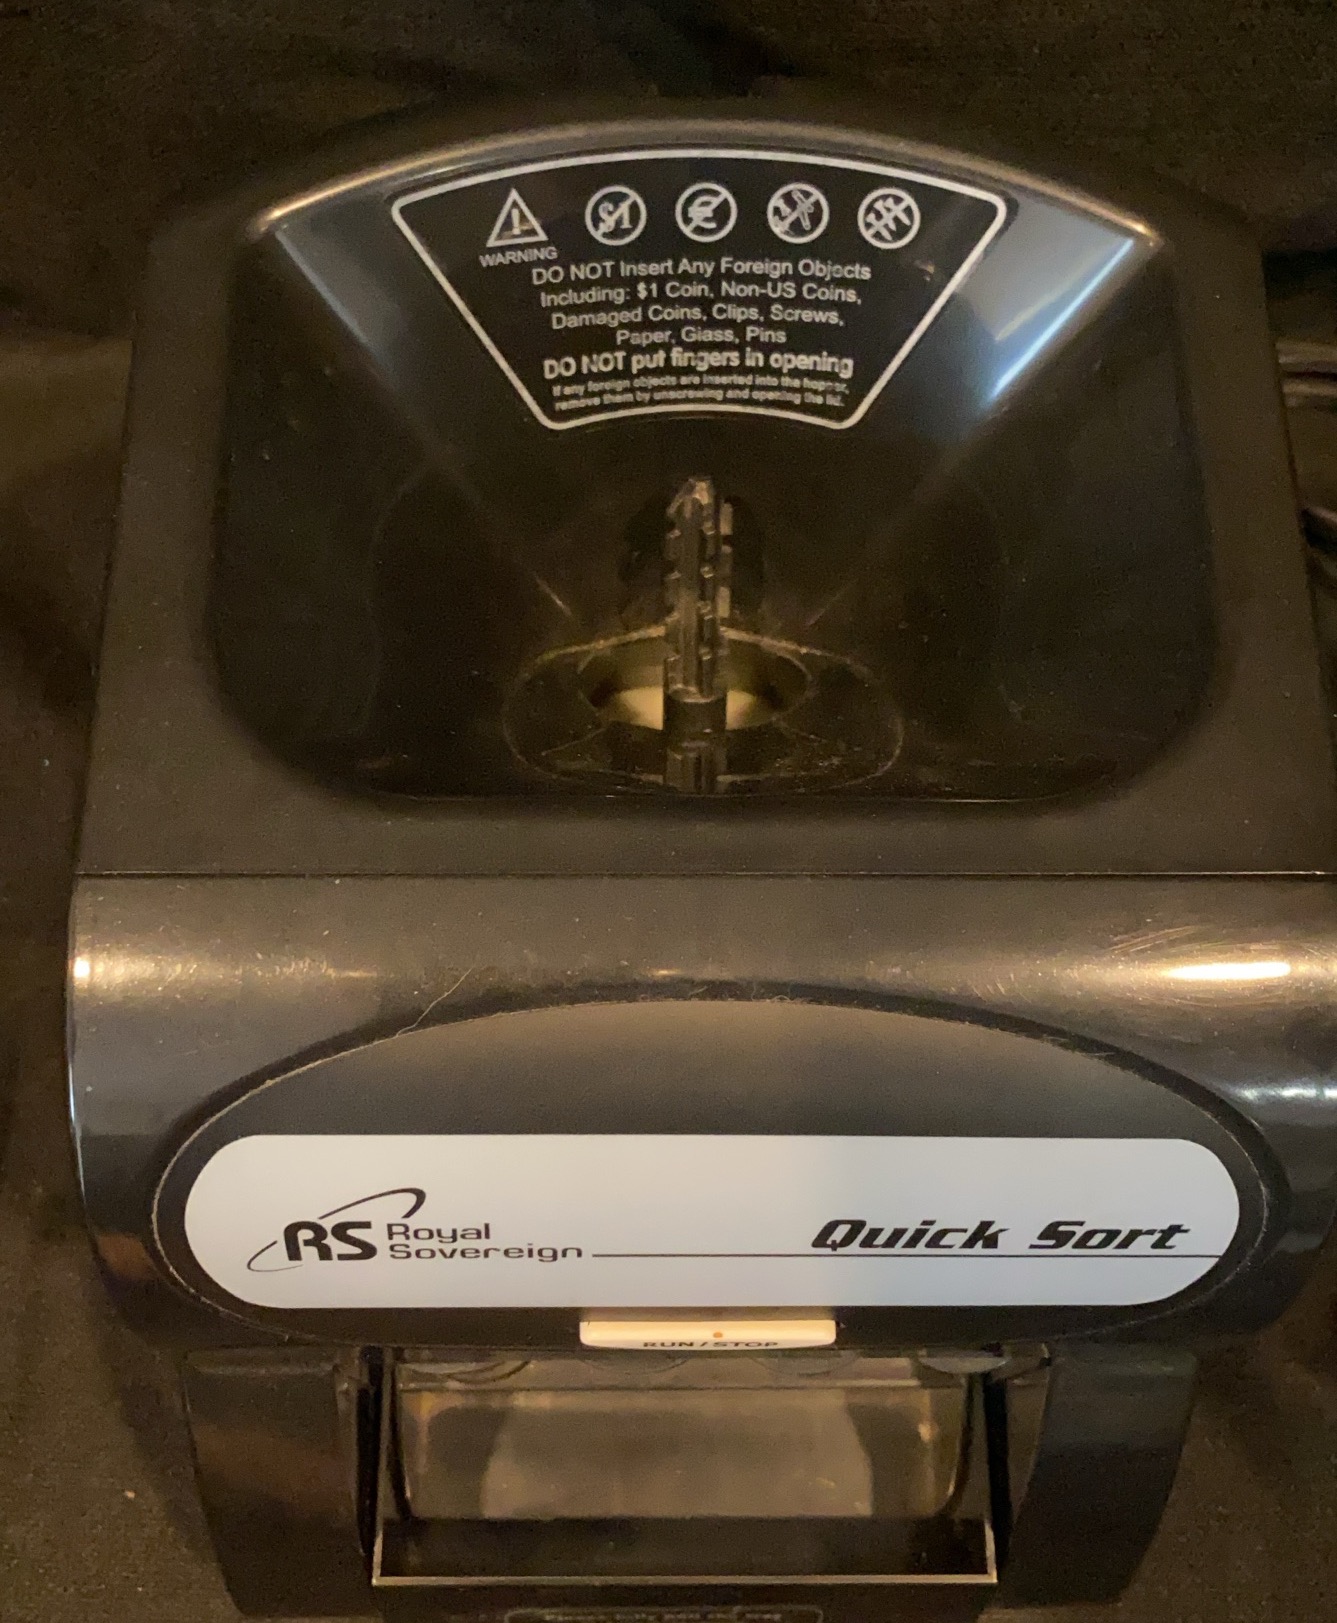 WARNING
DO NOT Insert Any Foreign Objects
Including: $1 Coin, Non-US Coins,
Damaged Coins, Clips, Screws,
Paper, Glass, Pins
DO NOT put fingers in opening
If any foreign objects are inserted into the hopper,
remove them by unscrewing and opening the lid.
RS Royal
Sovereign
Quick Sort
RUN/STOP